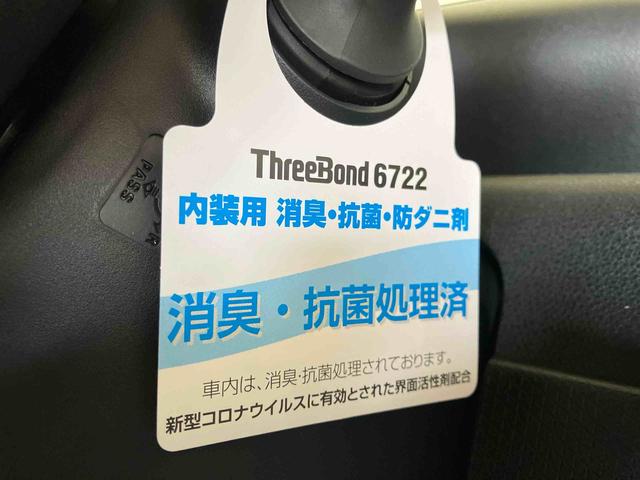 ThreeBond 6722
内装用 消臭・抗菌・防ダニ剤
消臭・抗菌処理済
車内は、消臭・抗菌処理されております。
新型コロナウイルスに有効とされた界面活性剤配合
PASS